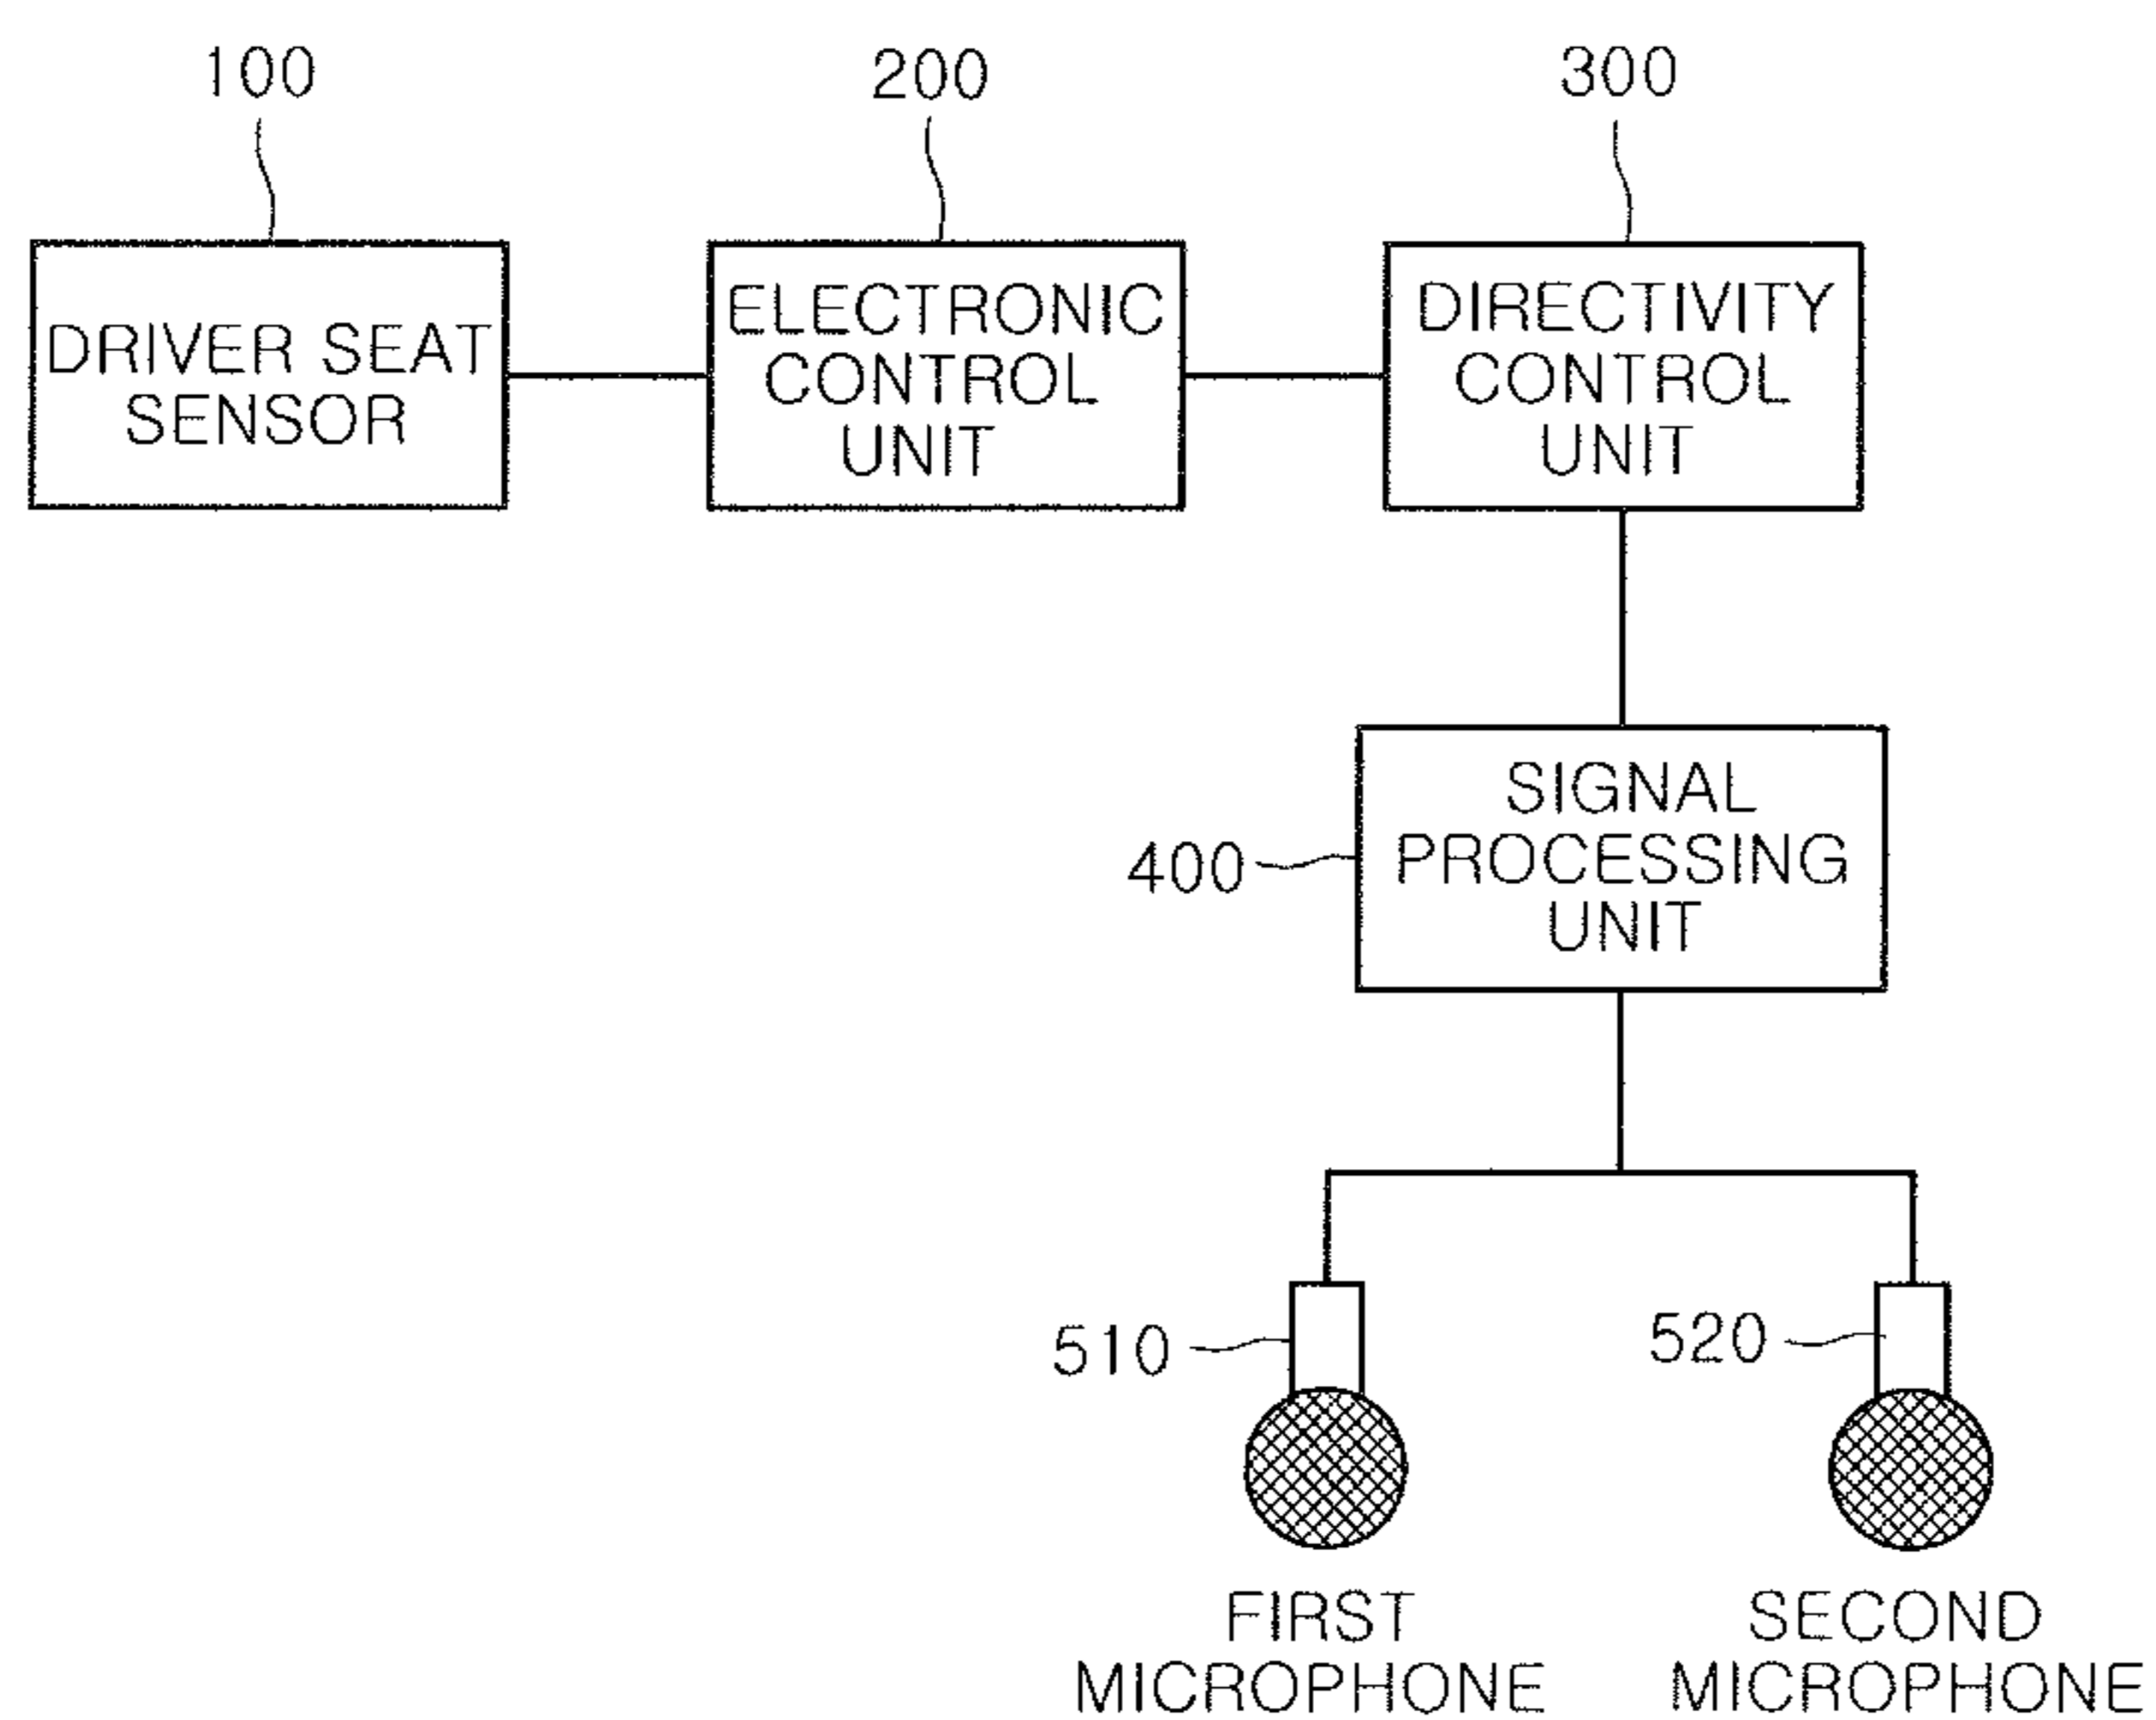 100
200
300
DRIVER SEAT
SENSOR
ELECTRONIC
CONTROL
UNIT
DIRECTIVITY
CONTROL
UNIT
400
SIGNAL
PROCESSING
UNIT
510
520
FIRST
MICROPHONE
SECOND
MICROPHONE